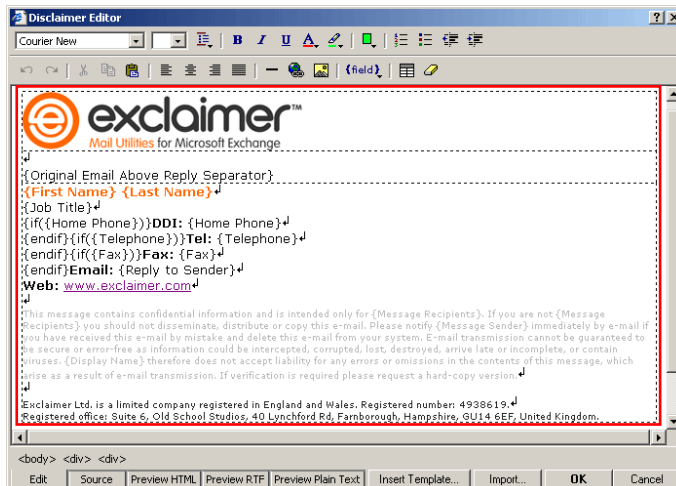 Disclaimer Editor
Courier New
B I U A
{field}
exclaimer™
Mail Utilities for Microsoft Exchange
{Original Email Above Reply Separator}
{First Name} {Last Name}
{Job Title}
{if({Home Phone})}DDI: {Home Phone}
{endif}{if({Telephone})}Tel: {Telephone}
{endif}{if({Fax})}Fax: {Fax}
{endif}Email: {Reply to Sender}
Web: www.exclaimer.com
This message contains confidential information and is intended only for {Message Recipients}. If you are not {Message
Recipients} you should not disseminate, distribute or copy this e-mail. Please notify {Message Sender} immediately by e-mail if
you have received this e-mail by mistake and delete this e-mail from your system. E-mail transmission cannot be guaranteed to
be secure or error-free as information could be intercepted, corrupted, lost, destroyed, arrive late or incomplete, or contain
viruses. {Display Name} therefore does not accept liability for any errors or omissions in the contents of this message, which
arise as a result of e-mail transmission. If verification is required please request a hard-copy version.
Exclaimer Ltd. is a limited company registered in England and Wales. Registered number: 4938619.
Registered office: Suite 6, Old School Studios, 40 Lynchford Rd, Farnborough, Hampshire, GU14 6EF, United Kingdom.
<body> <div> <div>
Edit Source Preview HTML Preview RTF Preview Plain Text Insert Template... Import... OK Cancel